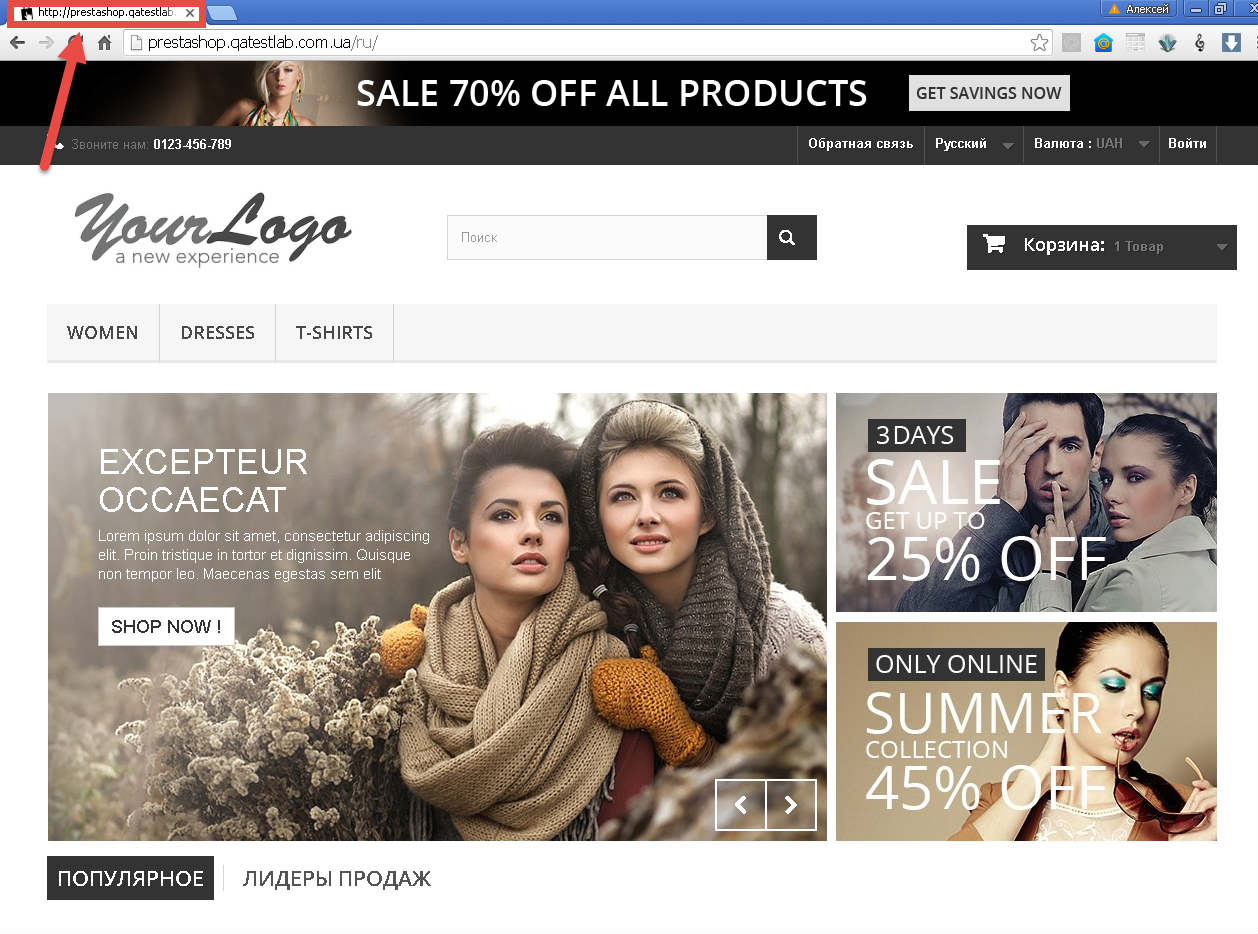 http://prestashop.qatestlab.
Алексей
prestashop.qatestlab.com.ua/ru/
SALE 70% OFF ALL PRODUCTS
GET SAVINGS NOW
Звоните нам: 0123-456-789
Обратная связь
Русский
Валюта : UAH
Войти
YourLogo
a new experience
Поиск
Корзина: 1 Товар
WOMEN
DRESSES
T-SHIRTS
EXCEPTEUR
OCCAECAT
Lorem ipsum dolor sit amet, consectetur adipiscing
elit. Proin tristique in tortor et dignissim. Quisque
non tempor leo. Maecenas egestas sem elit
SHOP NOW !
3 DAYS
SALE
GET UP TO
25% OFF
ONLY ONLINE
SUMMER
COLLECTION
45% OFF
ПОПУЛЯРНОЕ
ЛИДЕРЫ ПРОДАЖ